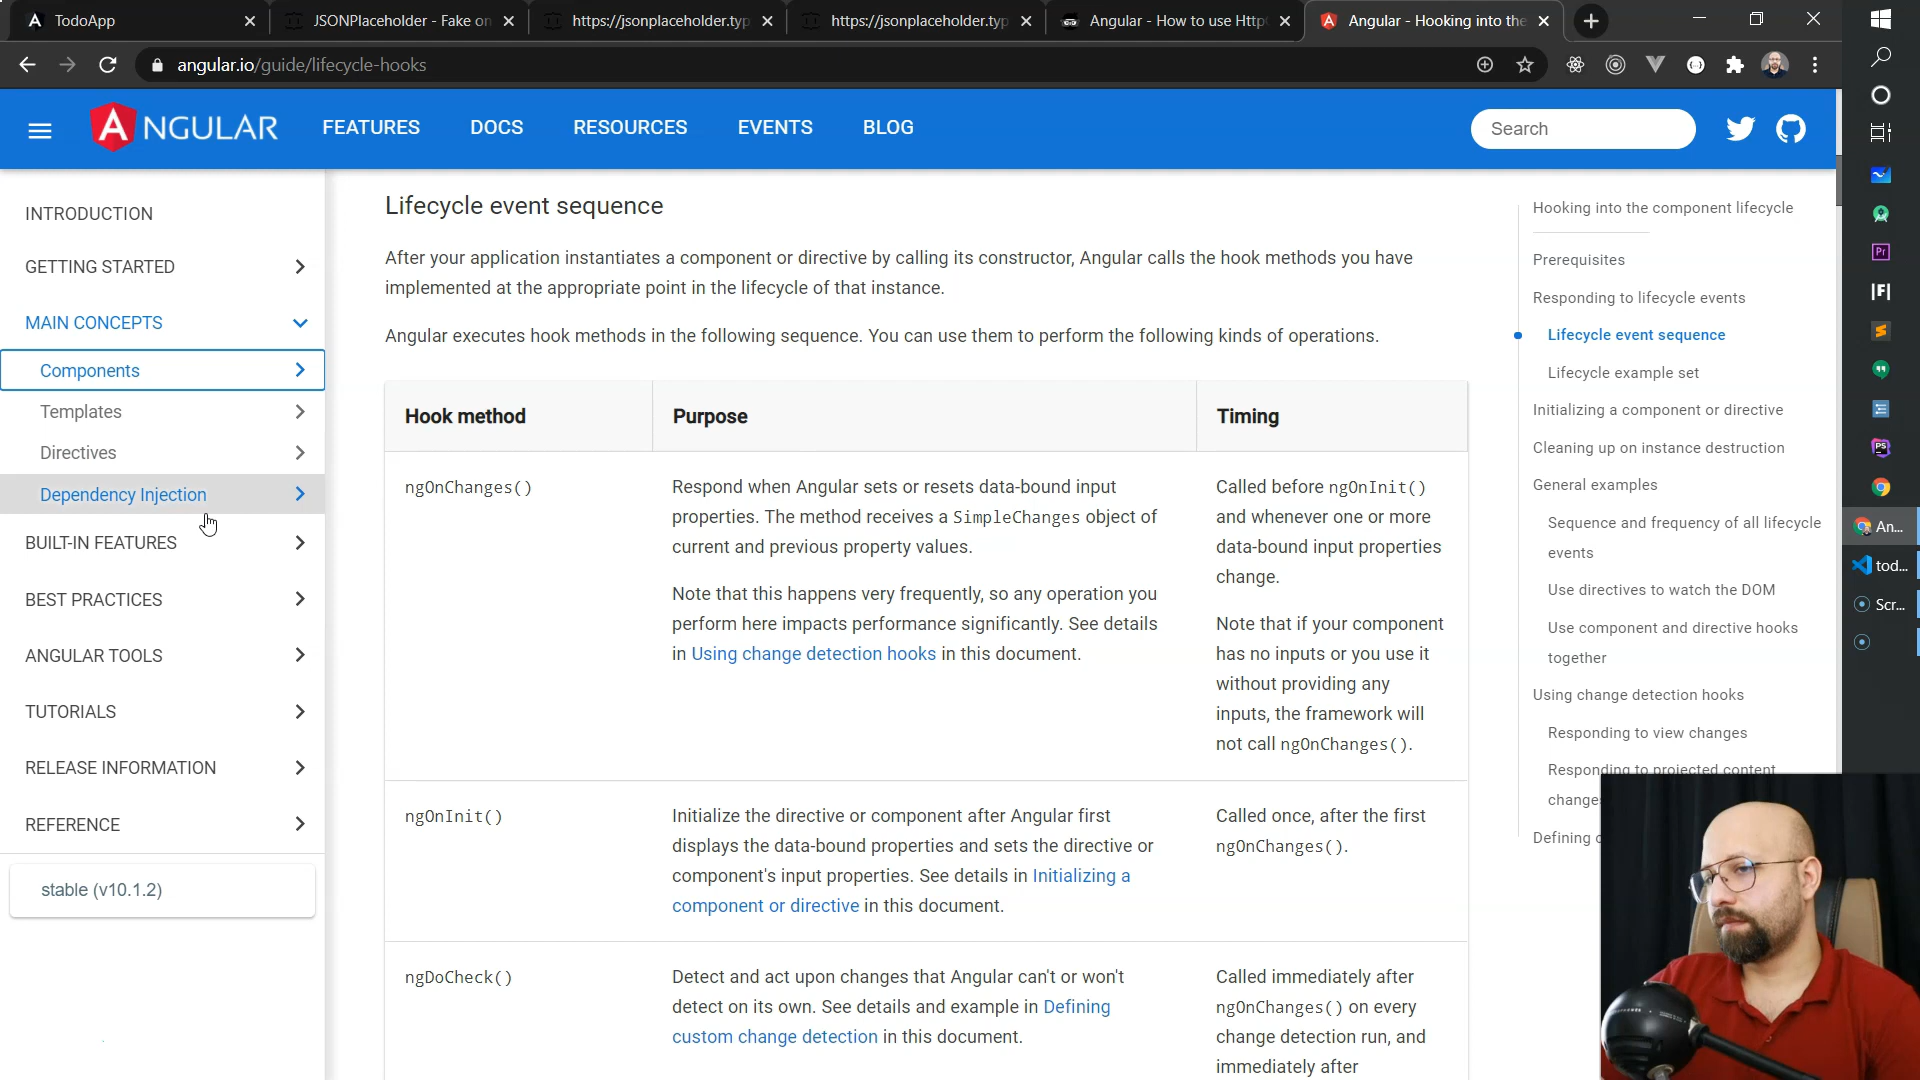 TodoApp
JSONPlaceholder - Fake on
https://jsonplaceholder.typ
https://jsonplaceholder.typ
Angular - How to use Http
Angular - Hooking into the
angular.io/guide/lifecycle-hooks
ANGULAR
FEATURES
DOCS
RESOURCES
EVENTS
BLOG
Search
INTRODUCTION
GETTING STARTED
MAIN CONCEPTS
Components
Templates
Directives
Dependency Injection
BUILT-IN FEATURES
BEST PRACTICES
ANGULAR TOOLS
TUTORIALS
RELEASE INFORMATION
REFERENCE
stable (v10.1.2)
Lifecycle event sequence
After your application instantiates a component or directive by calling its constructor, Angular calls the hook methods you have
implemented at the appropriate point in the lifecycle of that instance.
Angular executes hook methods in the following sequence. You can use them to perform the following kinds of operations.
Hook method
Purpose
Timing
ngOnChanges()
Respond when Angular sets or resets data-bound input
properties. The method receives a SimpleChanges object of
current and previous property values.
Note that this happens very frequently, so any operation you
perform here impacts performance significantly. See details
in Using change detection hooks in this document.
Called before ngOnInit()
and whenever one or more
data-bound input properties
change.
Note that if your component
has no inputs or you use it
without providing any
inputs, the framework will
not call ngOnChanges().
ngOnInit()
Initialize the directive or component after Angular first
displays the data-bound properties and sets the directive or
component's input properties. See details in Initializing a
component or directive in this document.
Called once, after the first
ngOnChanges().
ngDoCheck()
Detect and act upon changes that Angular can't or won't
detect on its own. See details and example in Defining
custom change detection in this document.
Called immediately after
ngOnChanges() on every
change detection run, and
immediately after
Hooking into the component lifecycle
Prerequisites
Responding to lifecycle events
Lifecycle event sequence
Lifecycle example set
Initializing a component or directive
Cleaning up on instance destruction
General examples
Sequence and frequency of all lifecycle
events
Use directives to watch the DOM
Use component and directive hooks
together
Using change detection hooks
Responding to view changes
Responding to projected content
changes
Defining
Pr
|F|
PS
An...
tod...
Scr...